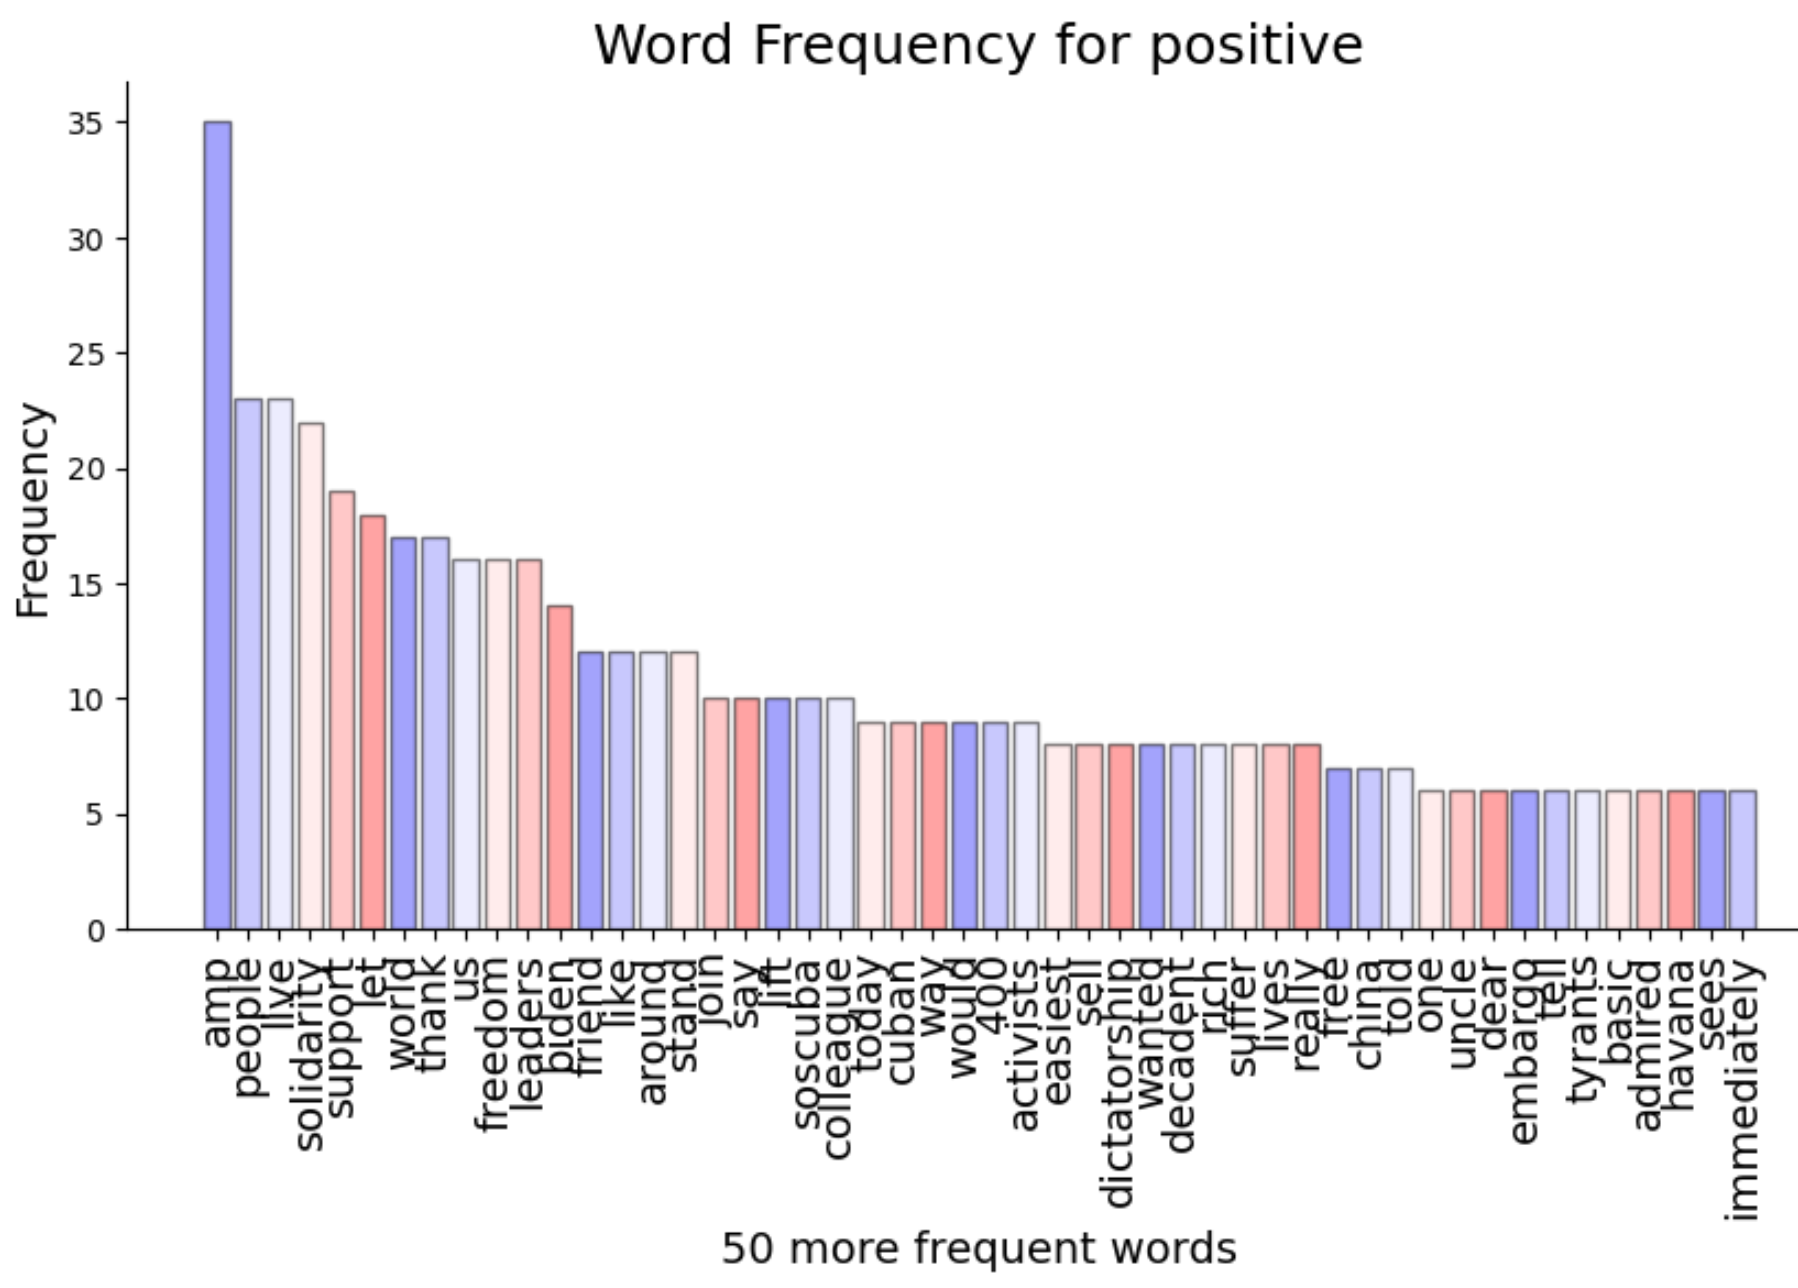 Word Frequency for positive
Frequency
35
30
25
20
15
10
5
0
amp
people
live
solidarity
support
let
world
thank
us
freedom
leaders
biden
friend
like
around
stand
join
say
lift
soscuba
colleague
today
cuban
way
would
400
activists
easiest
sell
dictatorship
wanted
decadent
rich
suffer
lives
really
free
china
told
one
uncle
dear
embargo
tell
tyrants
basic
admired
havana
sees
immediately
50 more frequent words